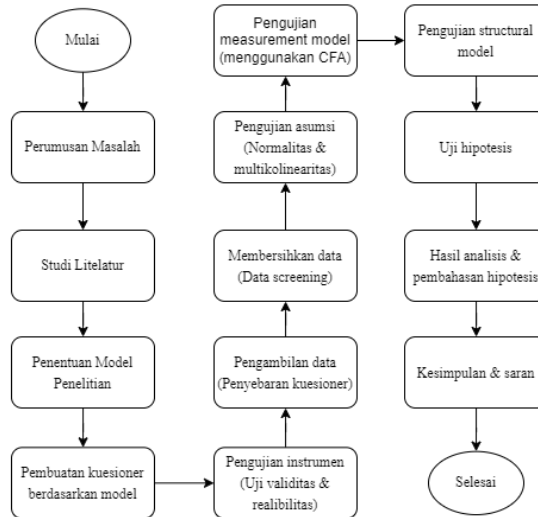 Mulai
Perumusan Masalah
Studi Litelatur
Penentuan Model
Penelitian
Pembuatan kuesioner
berdasarkan model
Pengujian instrumen
(Uji validitas &
realibilitas)
Pengambilan data
(Penyebaran kuesioner)
Membersihkan data
(Data screening)
Pengujian asumsi
(Normalitas &
multikolinearitas)
Pengujian
measurement model
(menggunakan CFA)
Pengujian structural
model
Uji hipotesis
Hasil analisis &
pembahasan hipotesis
Kesimpulan & saran
Selesai